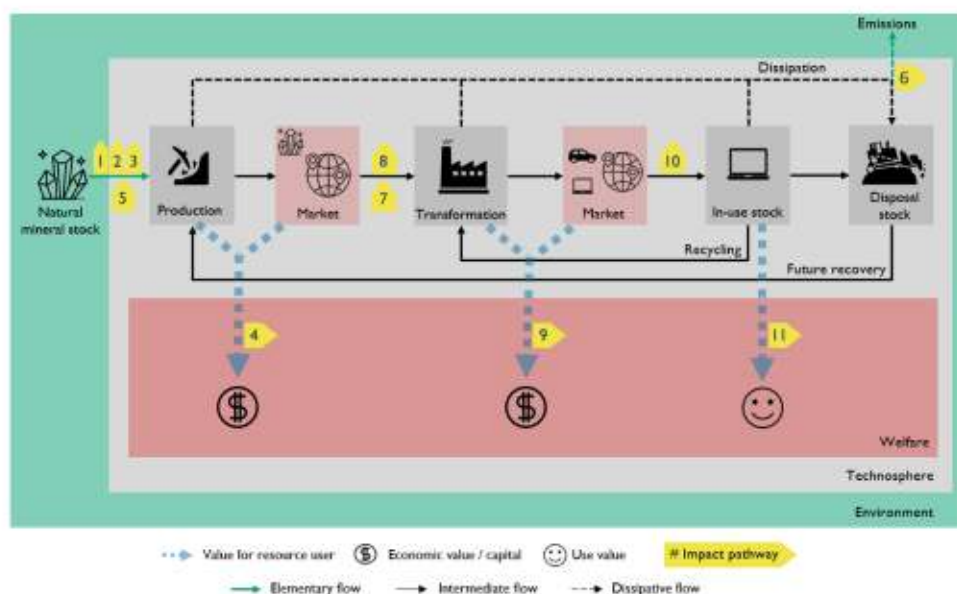 Emissions
Dissipation
6
1 2 3
8
10
5
7
Natural
mineral stock
Production
Market
Transformation
Market
In-use stock
Disposal
stock
Recycling
Future recovery
4
9
11
$
$
Welfare
Technosphere
Environment
Value for resource user
$
Economic value / capital
Use value
# Impact pathway
Elementary flow
Intermediate flow
Dissipative flow